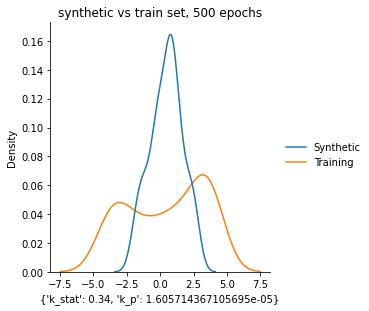 synthetic vs train set, 500 epochs
Density
0.16
0.14
0.12
0.10
0.08
0.06
0.04
0.02
0.00
−7.5 −5.0 −2.5 0.0 2.5 5.0 7.5
{'k_stat': 0.34, 'k_p': 1.605714367105695e-05}
Synthetic
Training